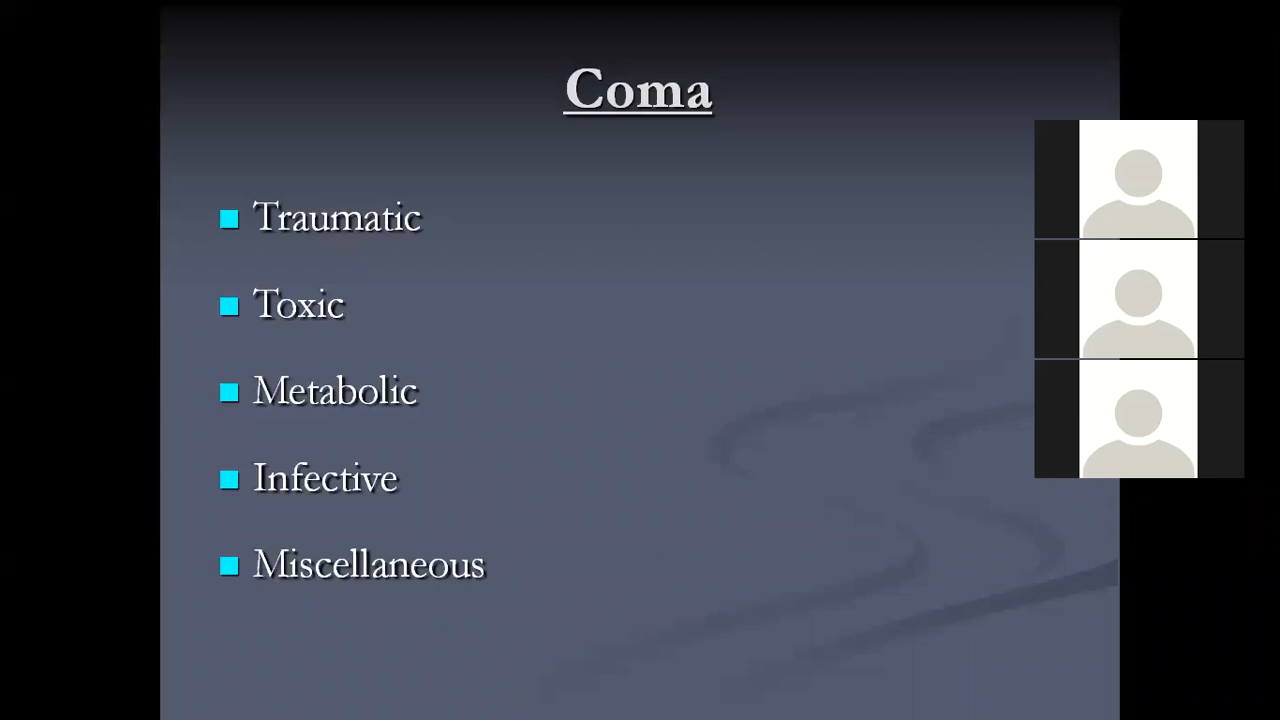 Coma
Traumatic
Toxic
Metabolic
Infective
Miscellaneous